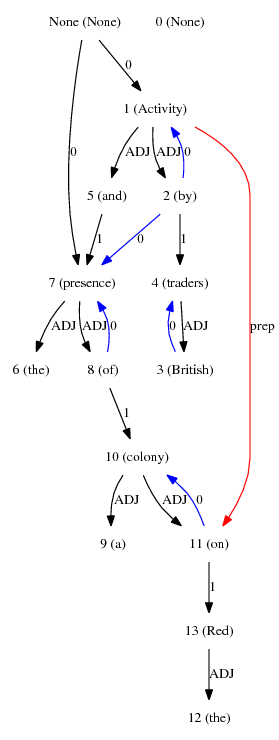 None (None) 0 (None)
0
1 (Activity)
0 ADJ ADJ 0
5 (and) 2 (by)
1 0 1
7 (presence) 4 (traders) prep
ADJ ADJ 0 0 ADJ
6 (the) 8 (of) 3 (British)
1
10 (colony)
ADJ ADJ 0
9 (a) 11 (on)
1
13 (Red)
ADJ
12 (the)